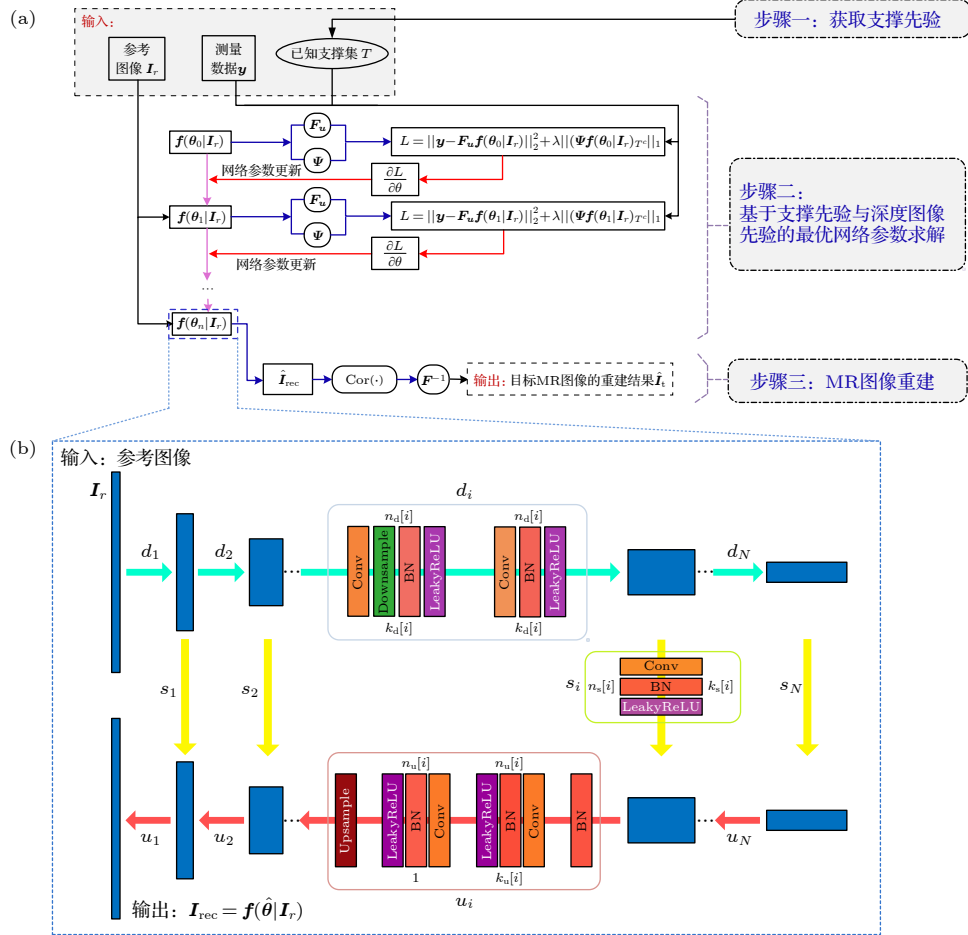 (a)
输入:
步骤一: 获取支撑先验
参考
图像 I_r
测量
数据y
已知支撑集 T
f(θ_0|I_r)
F_u
Ψ
L = ||y−F_u f(θ_0|I_r)||_2^2+λ||(Ψf(θ_0|I_r)_{T^c}||_1
网络参数更新
∂L
∂θ
f(θ_1|I_r)
F_u
Ψ
L = ||y−F_u f(θ_1|I_r)||_2^2+λ||(Ψf(θ_1|I_r)_{T^c}||_1
网络参数更新
∂L
∂θ
...
f(θ_n|I_r)
步骤二:
基于支撑先验与深度图像
先验的最优网络参数求解
Î_rec
Cor(·)
F^{−1}
输出: 目标MR图像的重建结果Î_t
步骤三: MR图像重建
(b)
输入: 参考图像
I_r
d_i
d_1
d_2
...
n_d[i]
Conv
Downsample
BN
LeakyReLU
k_d[i]
n_d[i]
Conv
BN
LeakyReLU
k_d[i]
...
d_N
s_1
s_2
s_i
n_s[i]
Conv
BN
LeakyReLU
k_s[i]
s_N
u_1
u_2
...
Upsample
n_u[i]
LeakyReLU
BN
Conv
1
n_u[i]
LeakyReLU
BN
Conv
k_u[i]
BN
...
u_N
u_i
输出: I_rec = f(θ̂|I_r)